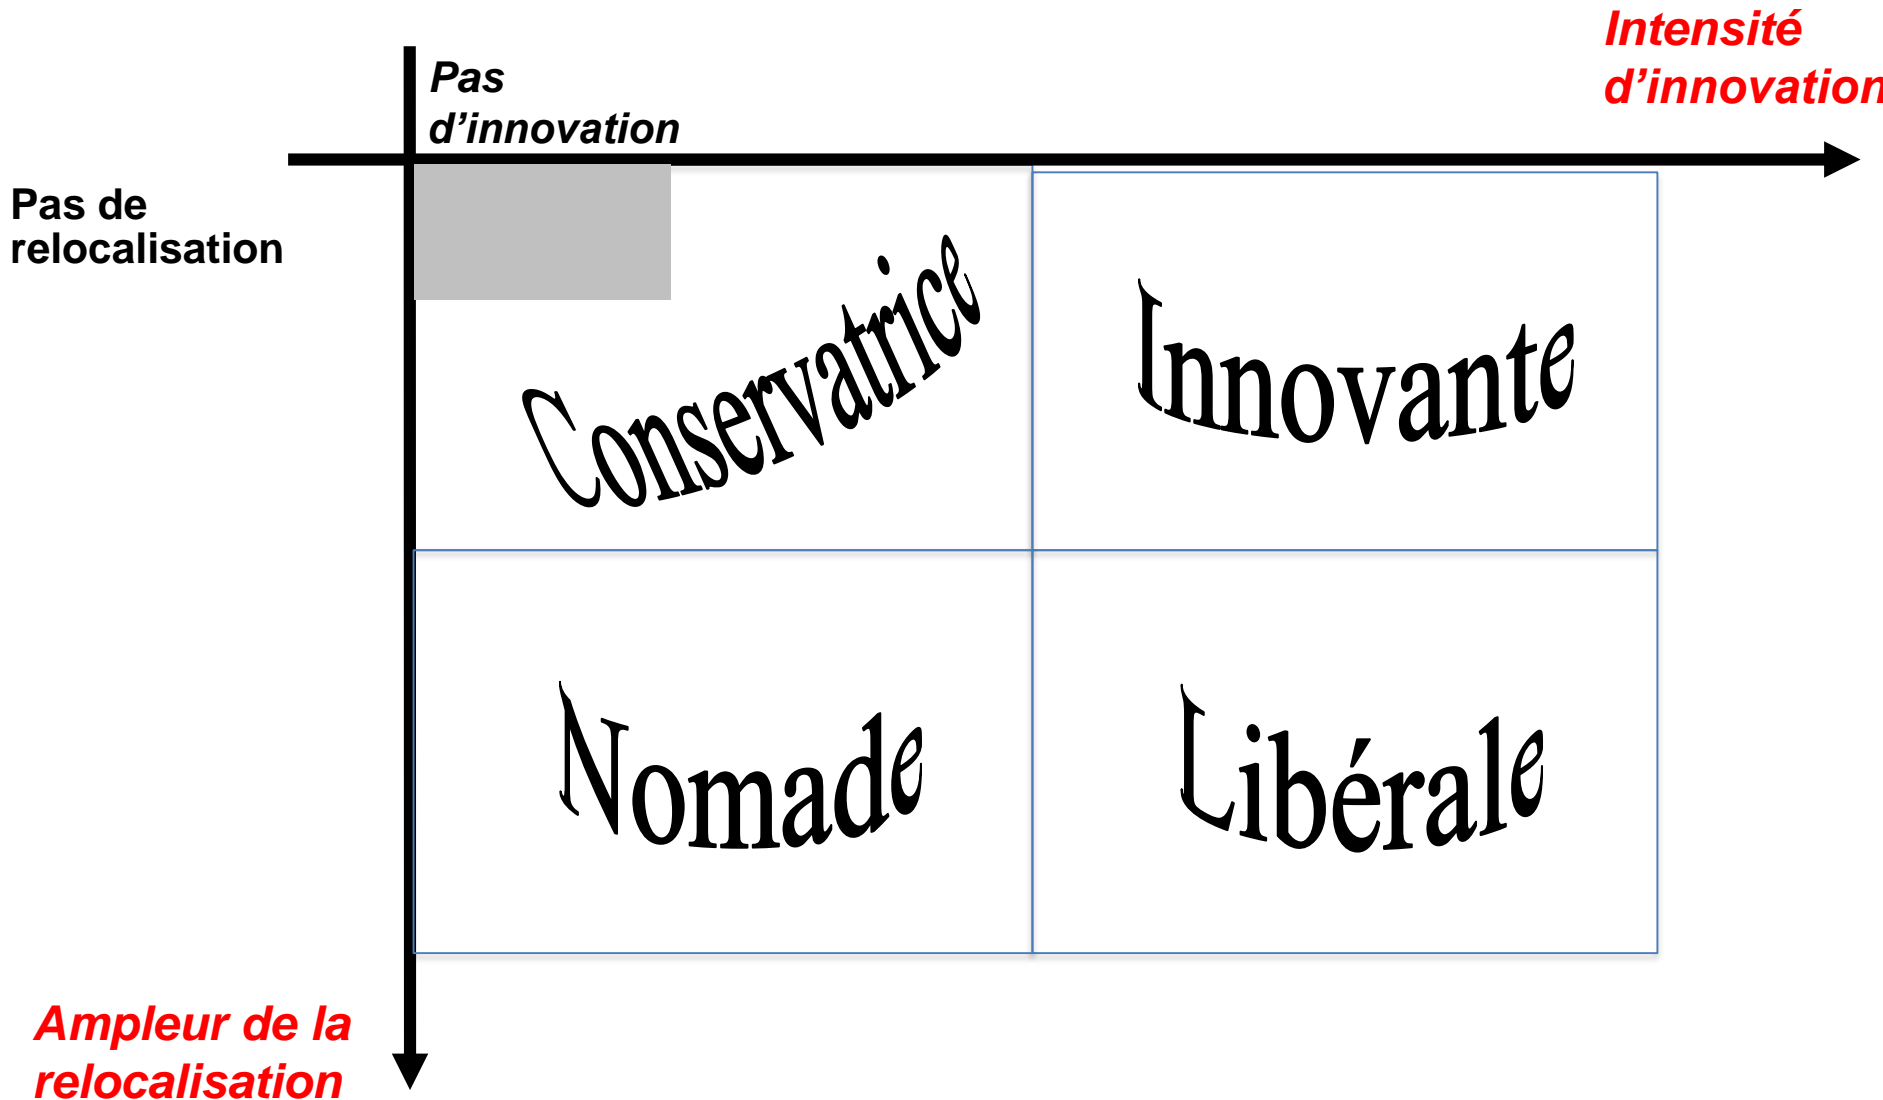 Intensité
d’innovation
Pas
d’innovation
Pas de
relocalisation
Conservatrice
Innovante
Nomade
Libérale
Ampleur de la
relocalisation